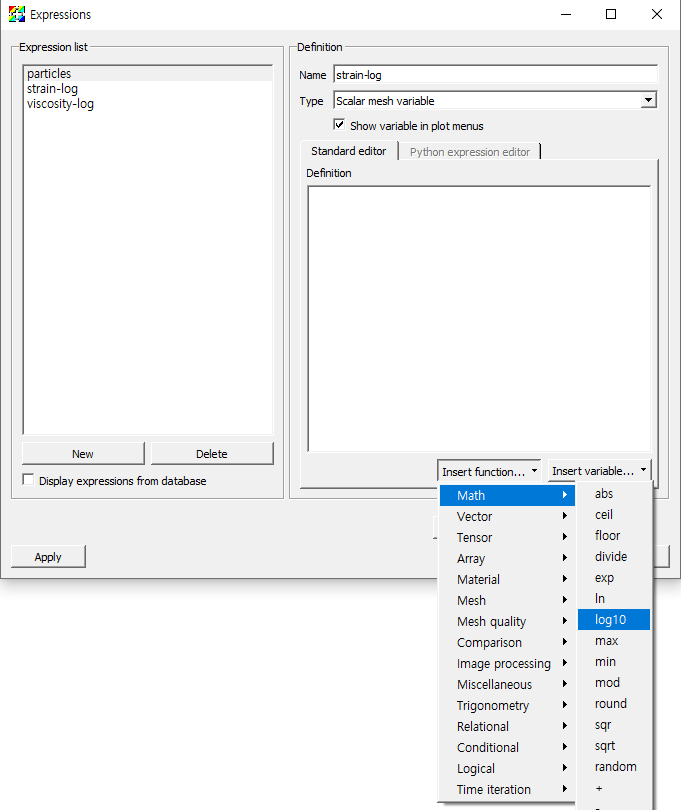 Expressions
Expression list
particles
strain-log
viscosity-log
New
Delete
Display expressions from database
Apply
Definition
Name
strain-log
Type
Scalar mesh variable
Show variable in plot menus
Standard editor
Python expression editor
Definition
Insert function...
Insert variable...
Math
Vector
Tensor
Array
Material
Mesh
Mesh quality
Comparison
Image processing
Miscellaneous
Trigonometry
Relational
Conditional
Logical
Time iteration
abs
ceil
floor
divide
exp
ln
log10
max
min
mod
round
sqr
sqrt
random
+
-